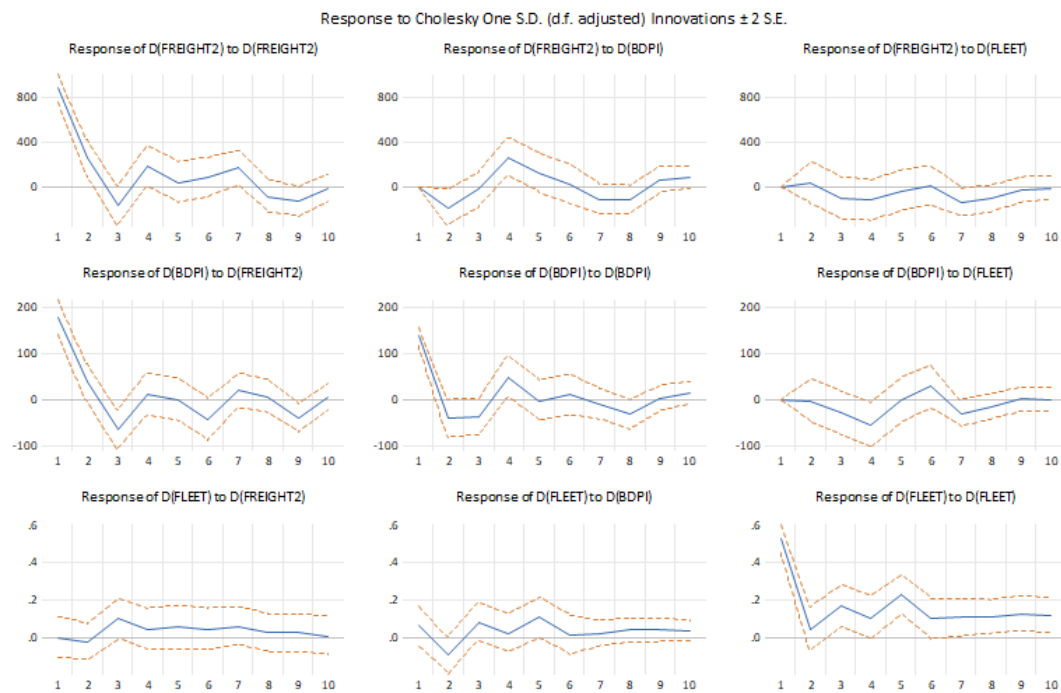 Response to Cholesky One S.D. (d.f. adjusted) Innovations ± 2 S.E.
Response of D(FREIGHT2) to D(FREIGHT2)
800
400
0
1 2 3 4 5 6 7 8 9 10
Response of D(FREIGHT2) to D(BDPI)
800
400
0
1 2 3 4 5 6 7 8 9 10
Response of D(FREIGHT2) to D(FLEET)
800
400
0
1 2 3 4 5 6 7 8 9 10
Response of D(BDPI) to D(FREIGHT2)
200
100
0
-100
1 2 3 4 5 6 7 8 9 10
Response of D(BDPI) to D(BDPI)
200
100
0
-100
1 2 3 4 5 6 7 8 9 10
Response of D(BDPI) to D(FLEET)
200
100
0
-100
1 2 3 4 5 6 7 8 9 10
Response of D(FLEET) to D(FREIGHT2)
.6
.4
.2
.0
1 2 3 4 5 6 7 8 9 10
Response of D(FLEET) to D(BDPI)
.6
.4
.2
.0
1 2 3 4 5 6 7 8 9 10
Response of D(FLEET) to D(FLEET)
.6
.4
.2
.0
1 2 3 4 5 6 7 8 9 10